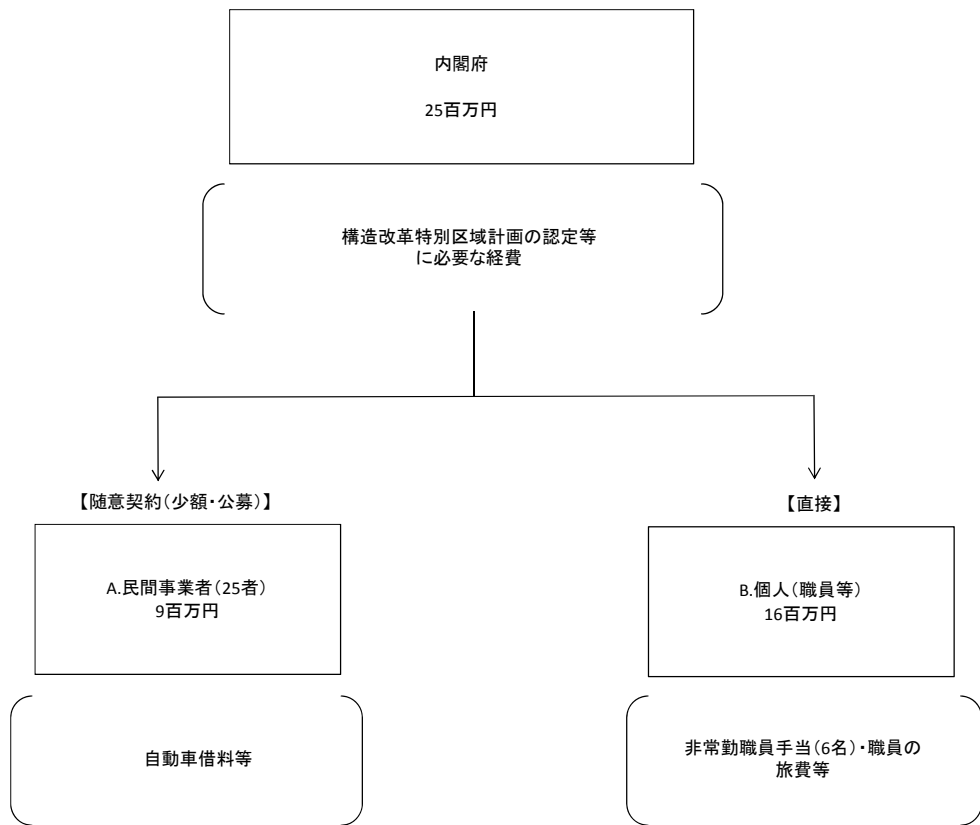 内閣府
25百万円
構造改革特別区域計画の認定等
に必要な経費
【随意契約(少額・公募)】
A.民間事業者(25者)
9百万円
自動車借料等
【直接】
B.個人(職員等)
16百万円
非常勤職員手当(6名)・職員の
旅費等